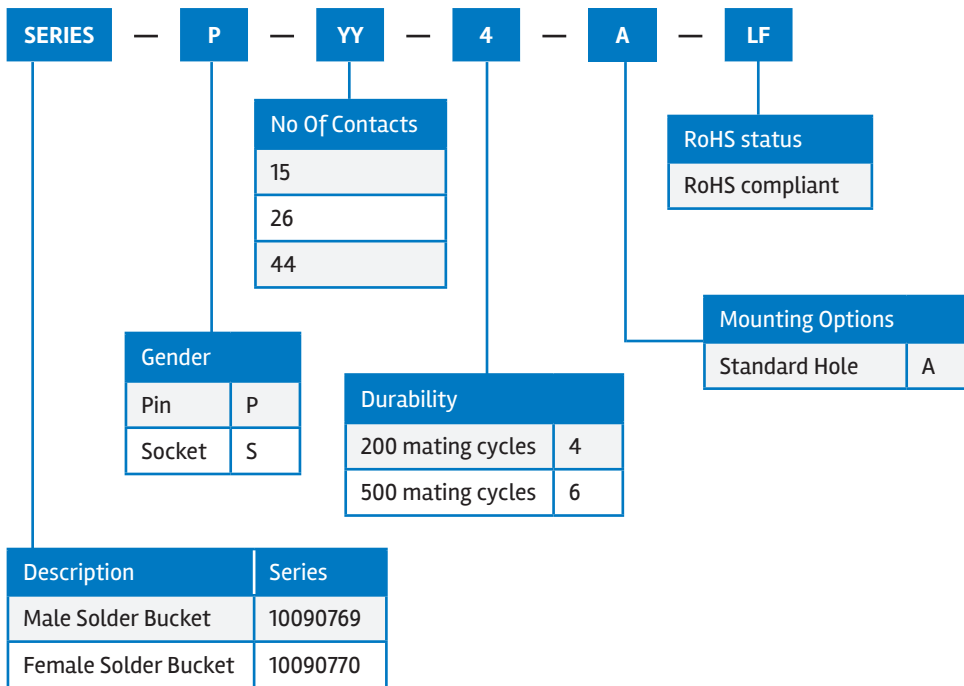 SERIES — P — YY — 4 — A — LF
No Of Contacts
15
26
44
RoHS status
RoHS compliant
Mounting Options
Standard Hole A
Gender
Pin P
Socket S
Durability
200 mating cycles 4
500 mating cycles 6
Description Series
Male Solder Bucket 10090769
Female Solder Bucket 10090770